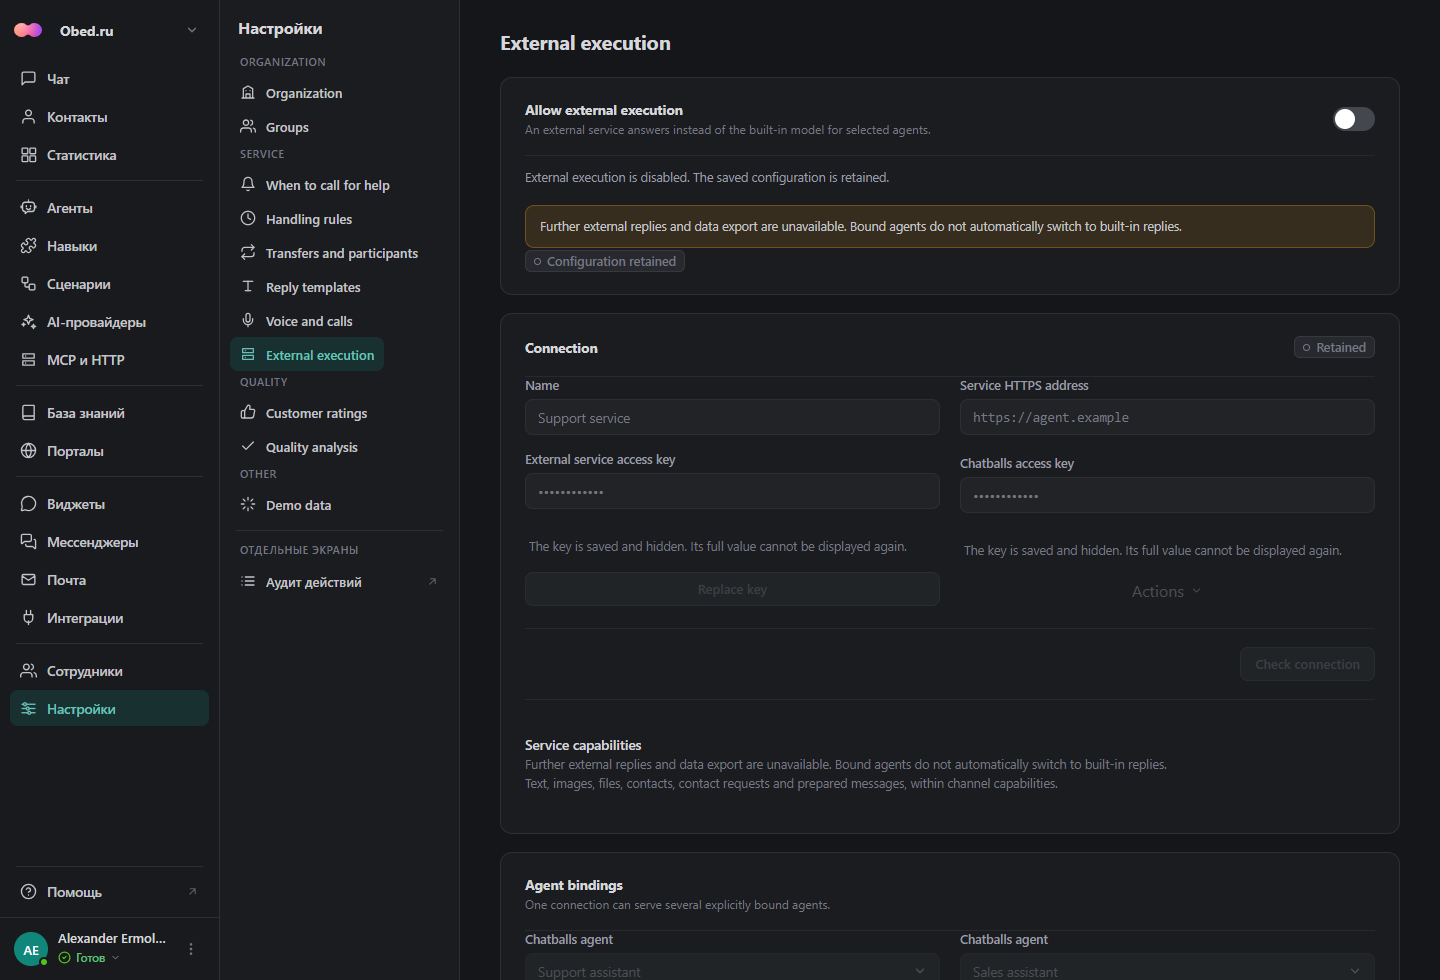 Obed.ru
Чат
Контакты
Статистика
Агенты
Навыки
Сценарии
AI-провайдеры
MCP и HTTP
База знаний
Порталы
Виджеты
Мессенджеры
Почта
Интеграции
Сотрудники
Настройки
Помощь
AE
Alexander Ermol...
Готов
Настройки
ORGANIZATION
Organization
Groups
SERVICE
When to call for help
Handling rules
Transfers and participants
Reply templates
Voice and calls
External execution
QUALITY
Customer ratings
Quality analysis
OTHER
Demo data
ОТДЕЛЬНЫЕ ЭКРАНЫ
Аудит действий
External execution
Allow external execution
An external service answers instead of the built-in model for selected agents.
External execution is disabled. The saved configuration is retained.
Further external replies and data export are unavailable. Bound agents do not automatically switch to built-in replies.
Configuration retained
Connection
Retained
Name
Service HTTPS address
Support service
https://agent.example
External service access key
Chatballs access key
••••••••••••
••••••••••••
The key is saved and hidden. Its full value cannot be displayed again.
The key is saved and hidden. Its full value cannot be displayed again.
Replace key
Actions
Check connection
Service capabilities
Further external replies and data export are unavailable. Bound agents do not automatically switch to built-in replies.
Text, images, files, contacts, contact requests and prepared messages, within channel capabilities.
Agent bindings
One connection can serve several explicitly bound agents.
Chatballs agent
Chatballs agent
Support assistant
Sales assistant